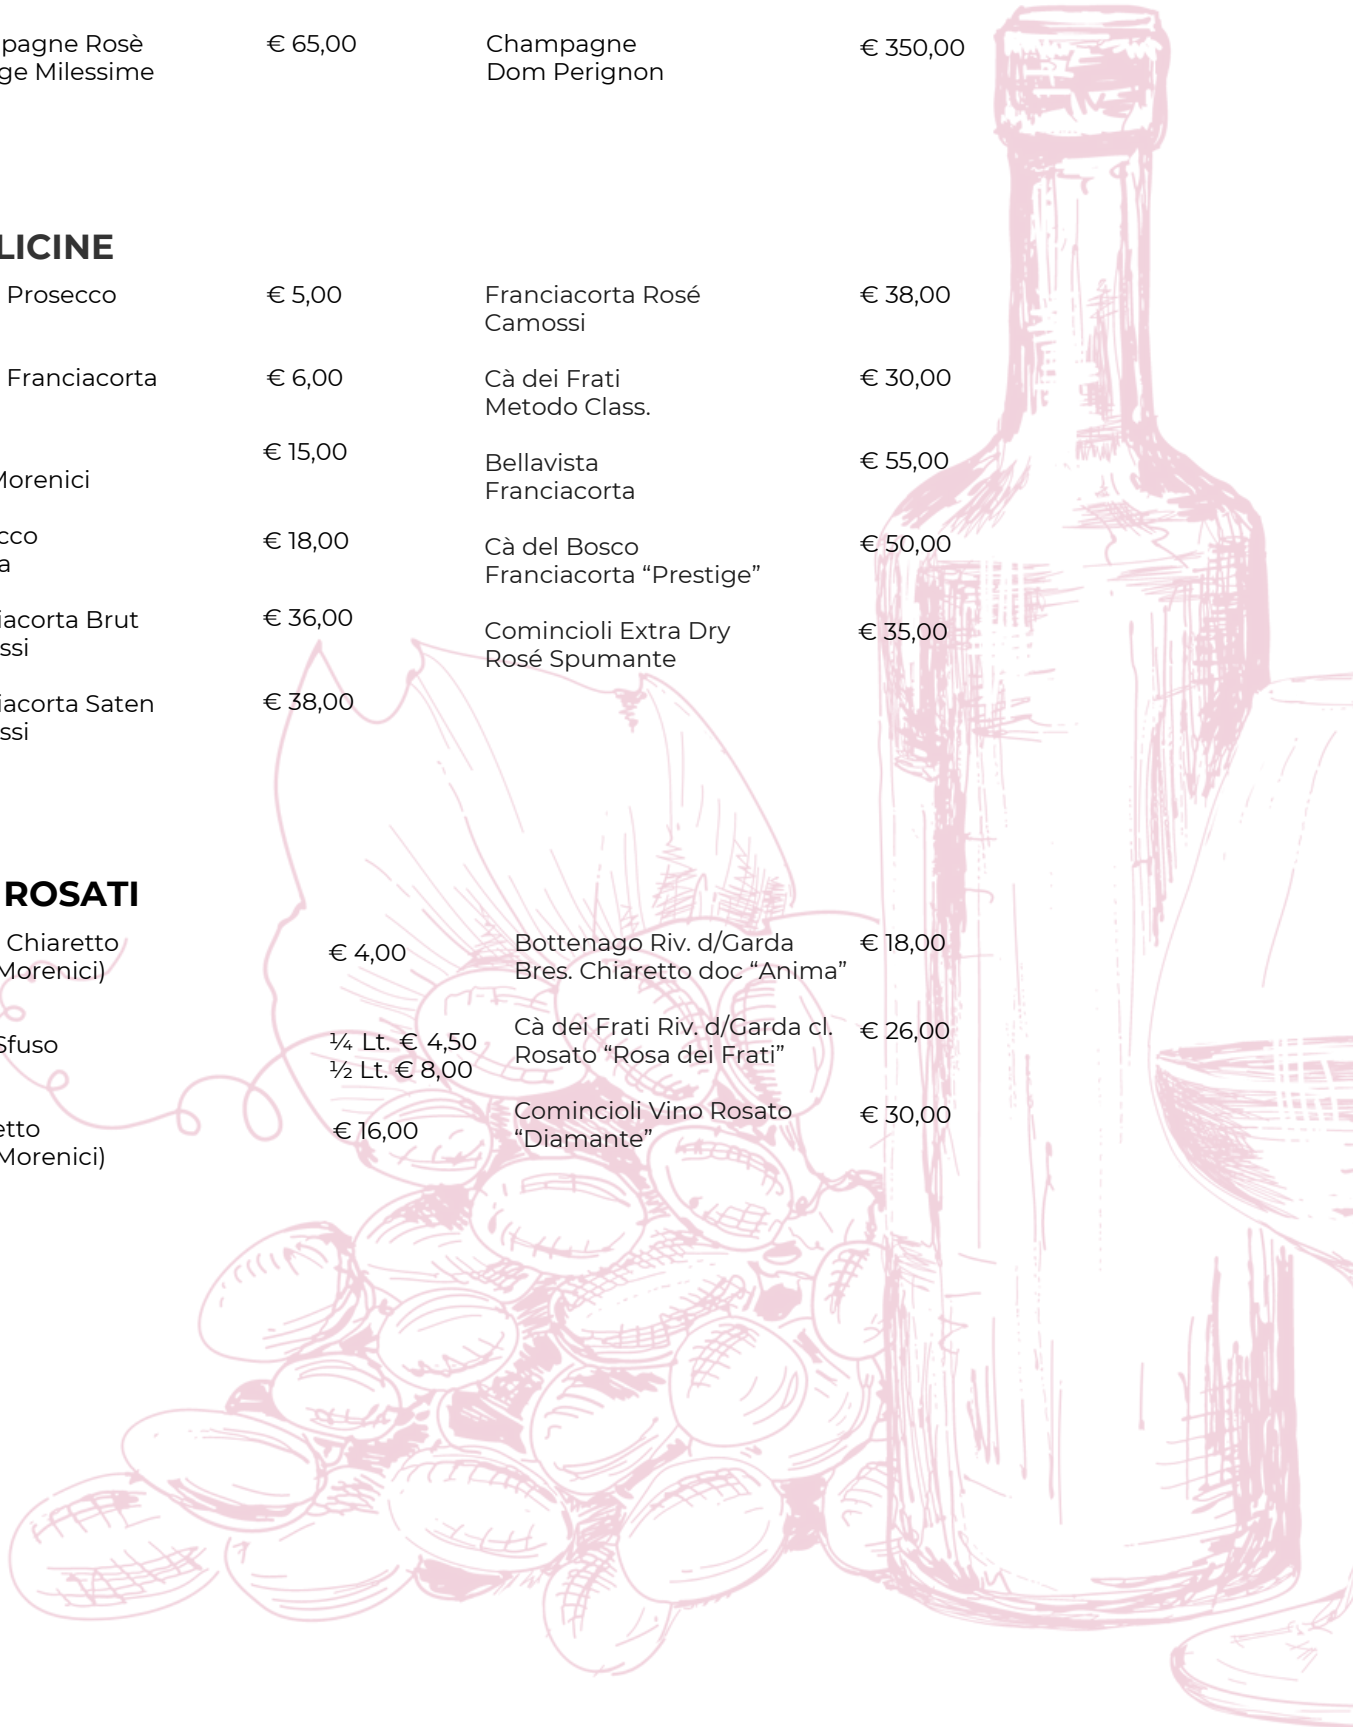 pagne Rosè € 65,00
ge Milessime
Champagne € 350,00
Dom Perignon
LICINE
Prosecco € 5,00
Franciacorta € 6,00
€ 15,00
Morenici
cco € 18,00
a
iacorta Brut € 36,00
ssi
iacorta Saten € 38,00
ssi
Franciacorta Rosé € 38,00
Camossi
Cà dei Frati € 30,00
Metodo Class.
Bellavista € 55,00
Franciacorta
Cà del Bosco € 50,00
Franciacorta “Prestige”
Comincioli Extra Dry € 35,00
Rosé Spumante
ROSATI
Chiaretto € 4,00
Morenici)
Sfuso ¼ Lt. € 4,50
½ Lt. € 8,00
etto € 16,00
Morenici)
Bottenago Riv. d/Garda € 18,00
Bres. Chiaretto doc “Anima”
Cà dei Frati Riv. d/Garda cl. € 26,00
Rosato “Rosa dei Frati”
Comincioli Vino Rosato € 30,00
“Diamante”